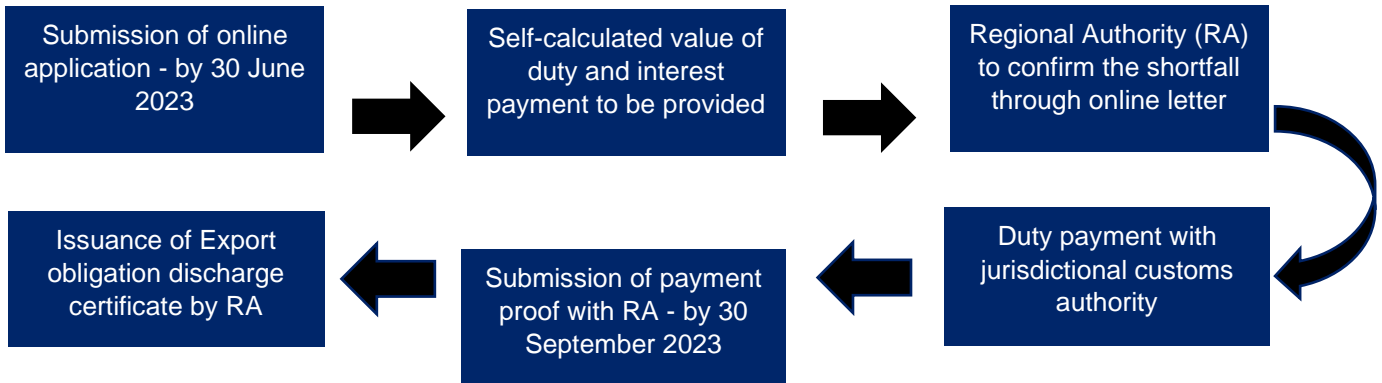 Submission of online
application - by 30 June
2023
Self-calculated value of
duty and interest
payment to be provided
Regional Authority (RA)
to confirm the shortfall
through online letter
Duty payment with
jurisdictional customs
authority
Submission of payment
proof with RA - by 30
September 2023
Issuance of Export
obligation discharge
certificate by RA